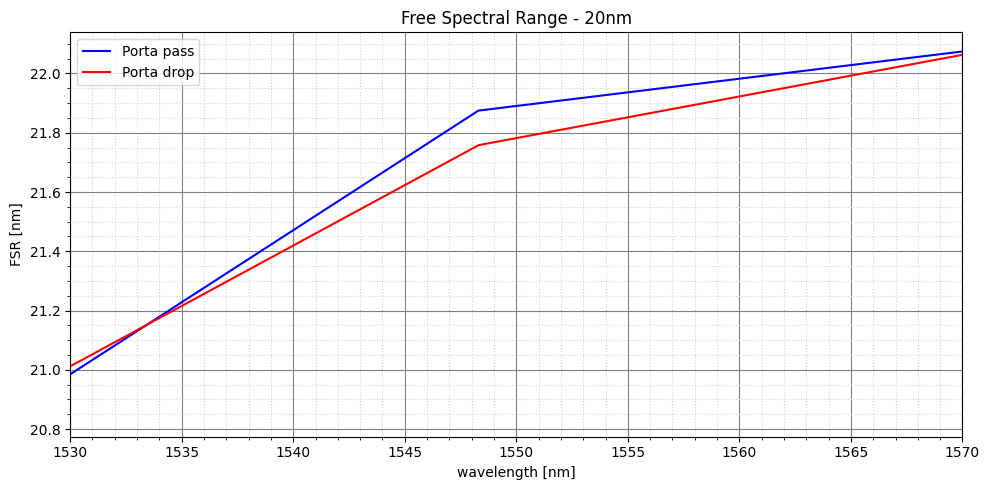 Free Spectral Range - 20nm
Porta pass
Porta drop
FSR [nm]
22.0
21.8
21.6
21.4
21.2
21.0
20.8
1530 1535 1540 1545 1550 1555 1560 1565 1570
wavelength [nm]